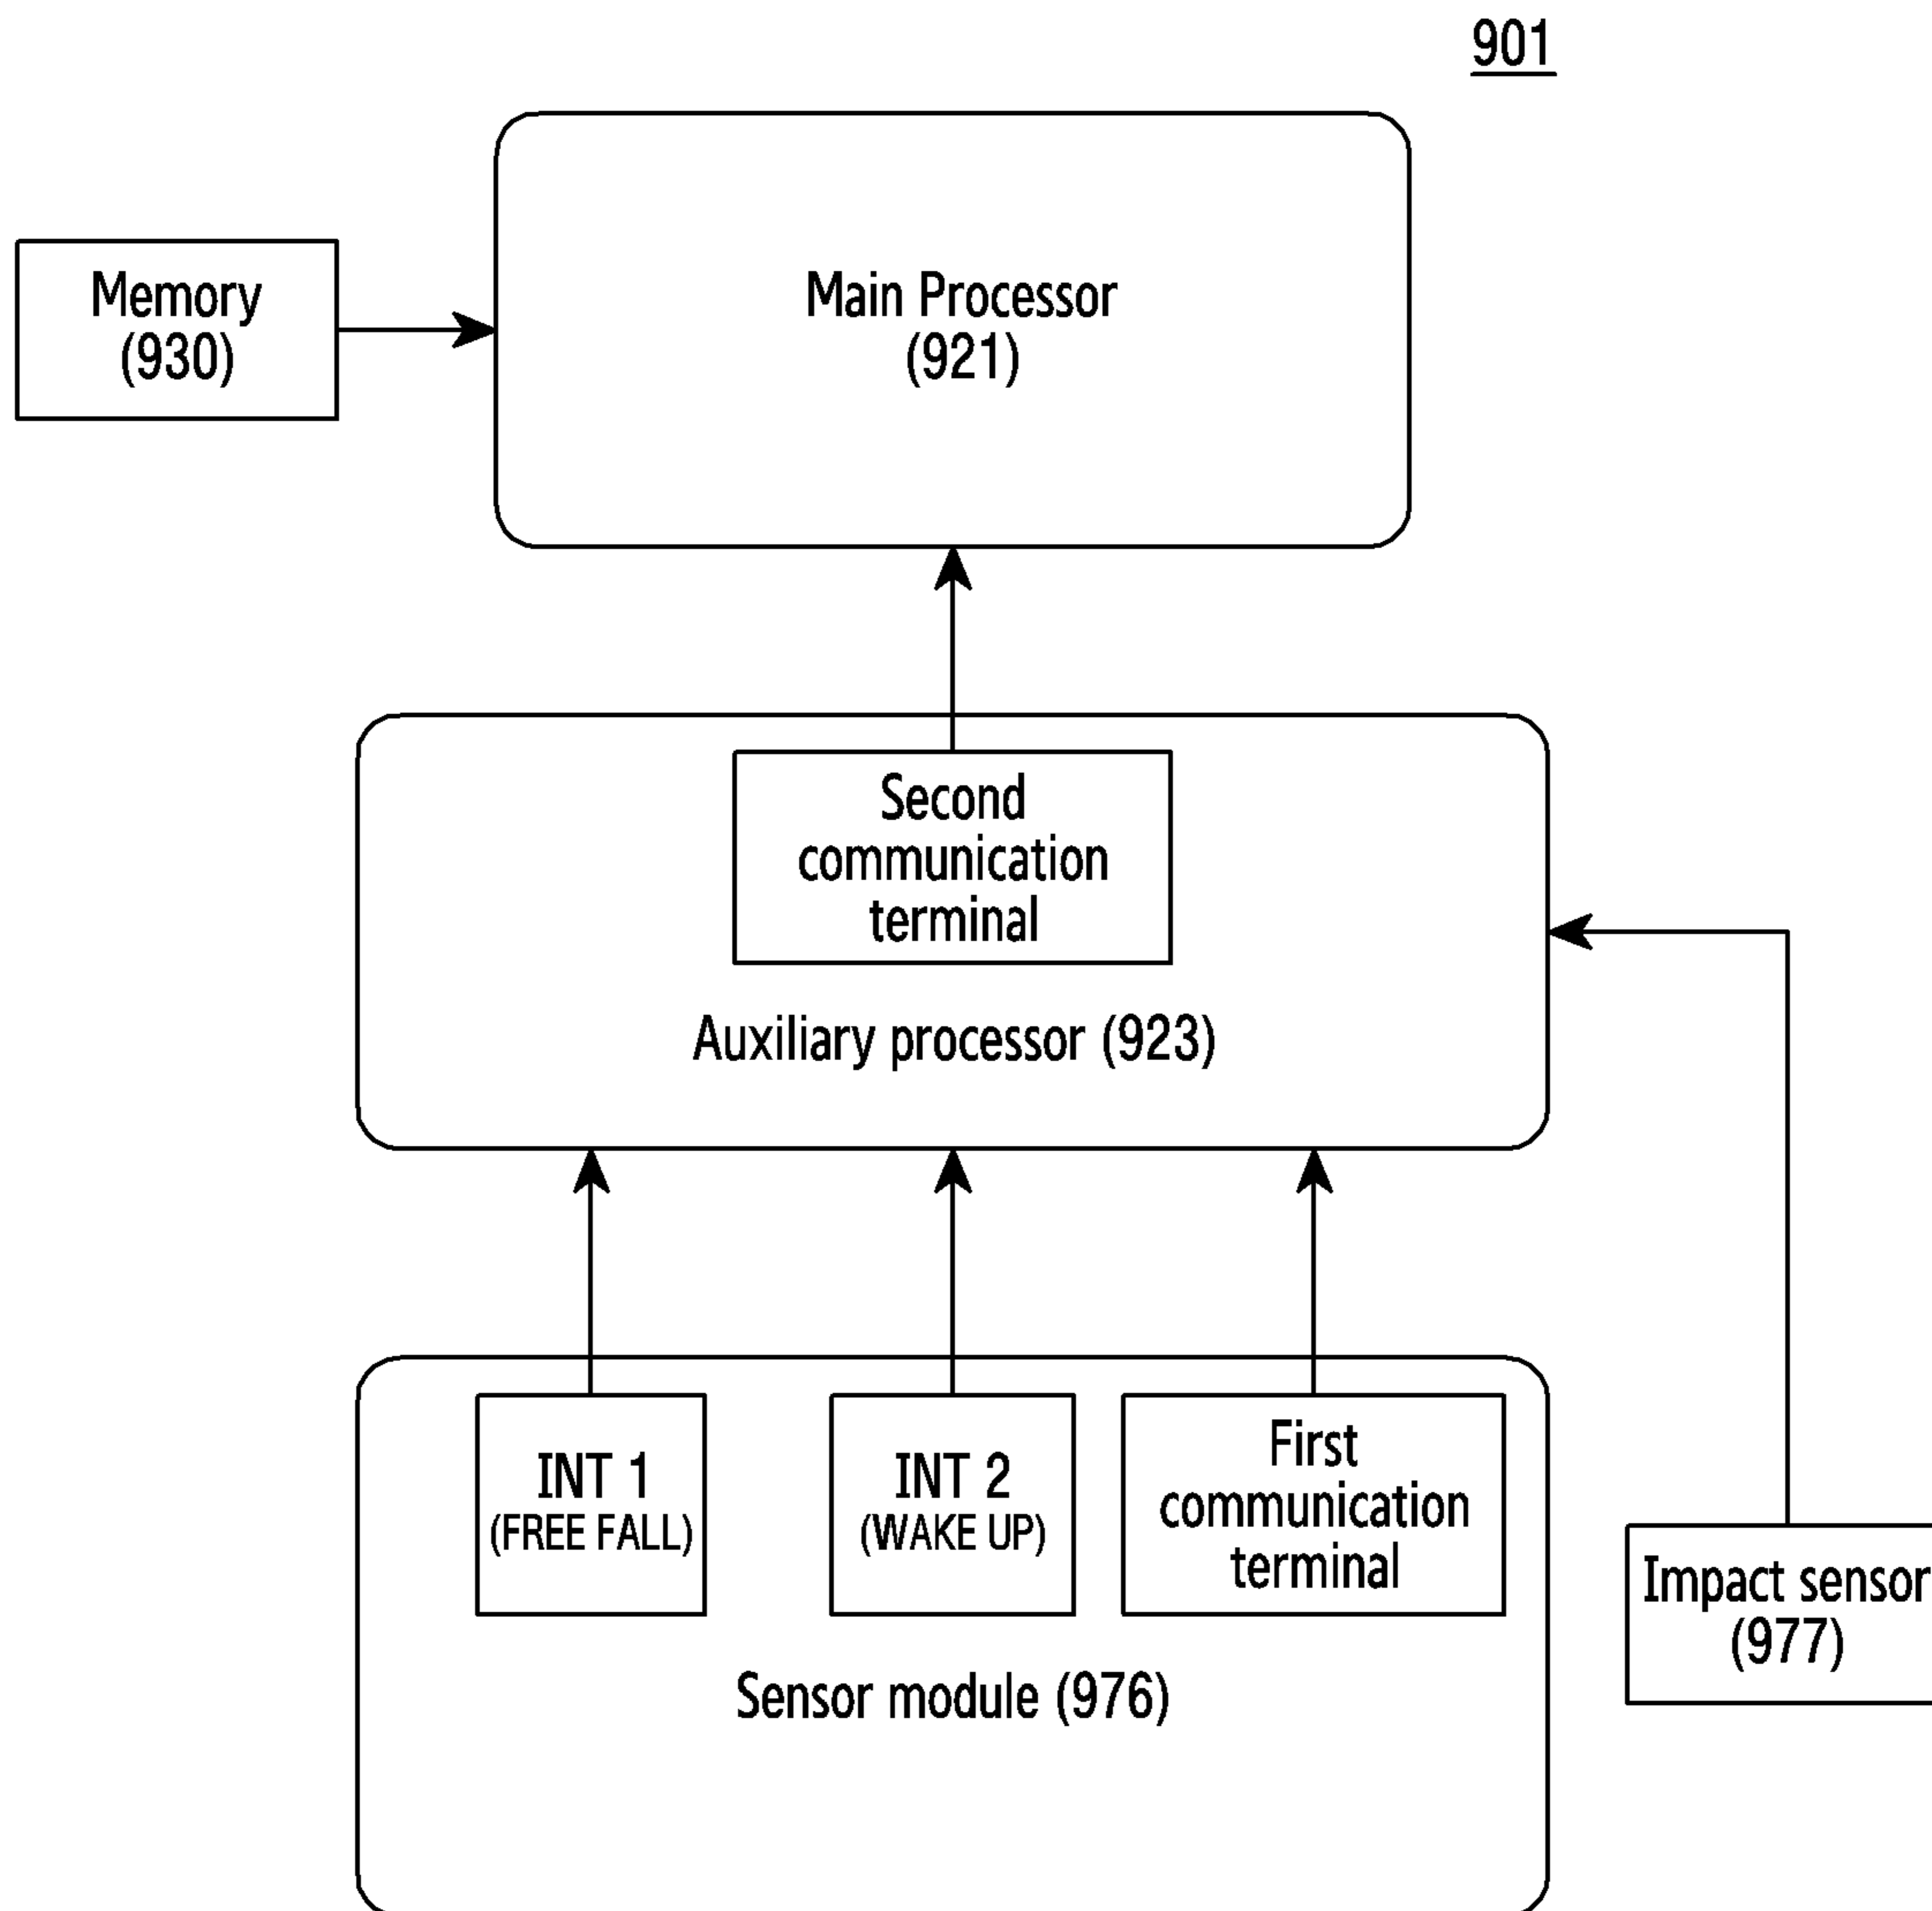 901
Memory
(930)
Main Processor
(921)
Second
communication
terminal
Auxiliary processor (923)
INT 1
(FREE FALL)
INT 2
(WAKE UP)
First
communication
terminal
Impact sensor
(977)
Sensor module (976)